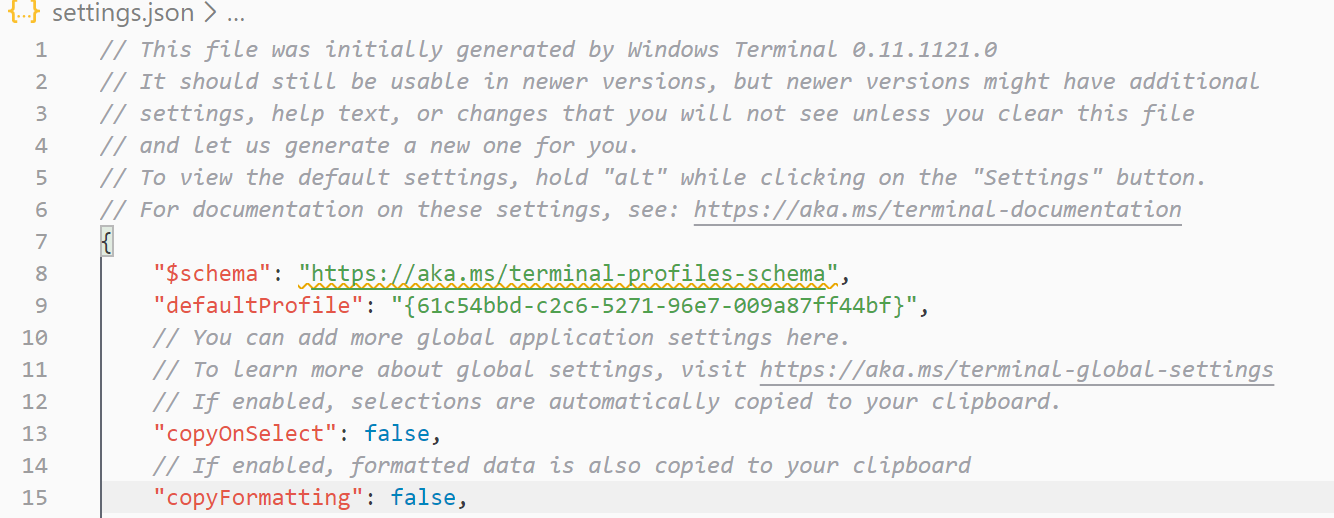 {...} settings.json > ...
1 // This file was initially generated by Windows Terminal 0.11.1121.0
2 // It should still be usable in newer versions, but newer versions might have additional
3 // settings, help text, or changes that you will not see unless you clear this file
4 // and let us generate a new one for you.
5 // To view the default settings, hold "alt" while clicking on the "Settings" button.
6 // For documentation on these settings, see: https://aka.ms/terminal-documentation
7 {
8     "$schema": "https://aka.ms/terminal-profiles-schema",
9     "defaultProfile": "{61c54bbd-c2c6-5271-96e7-009a87ff44bf}",
10     // You can add more global application settings here.
11     // To learn more about global settings, visit https://aka.ms/terminal-global-settings
12     // If enabled, selections are automatically copied to your clipboard.
13     "copyOnSelect": false,
14     // If enabled, formatted data is also copied to your clipboard
15     "copyFormatting": false,